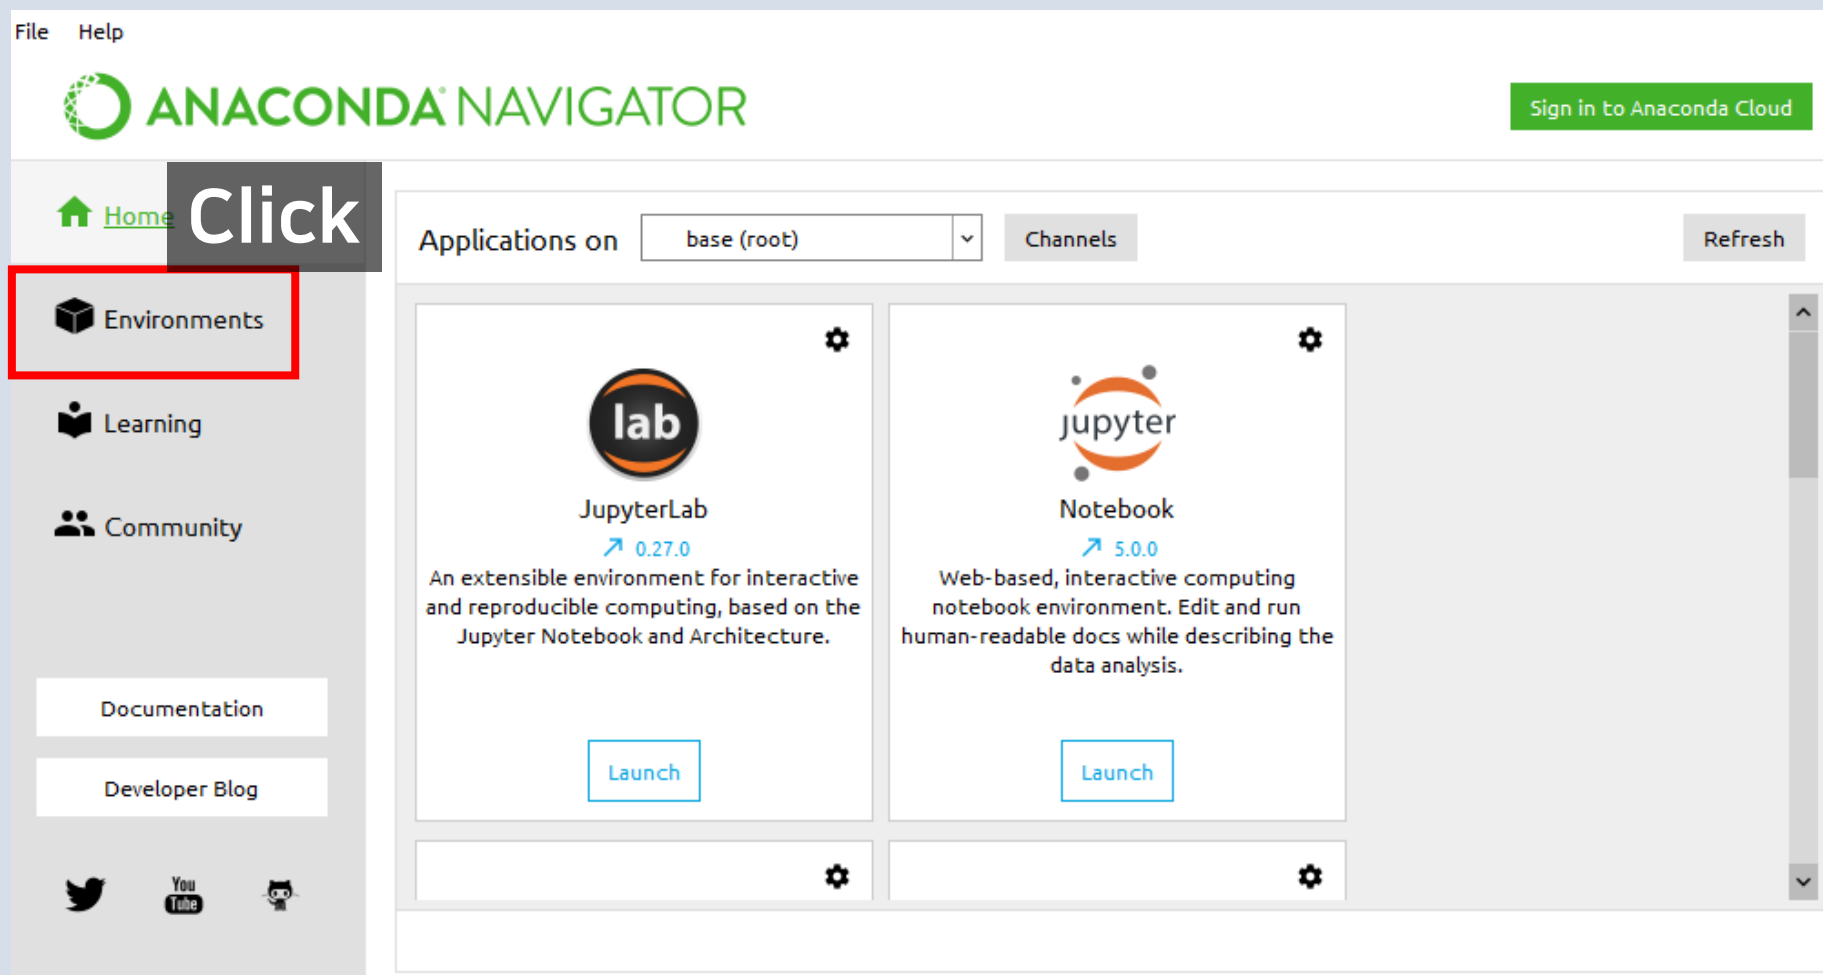 File Help
ANACONDA NAVIGATOR
Sign in to Anaconda Cloud
Home
Click
Environments
Learning
Community
Documentation
Developer Blog
You
Tube
Applications on base (root) Channels Refresh
lab
JupyterLab
0.27.0
An extensible environment for interactive
and reproducible computing, based on the
Jupyter Notebook and Architecture.
Launch
jupyter
Notebook
5.0.0
Web-based, interactive computing
notebook environment. Edit and run
human-readable docs while describing the
data analysis.
Launch